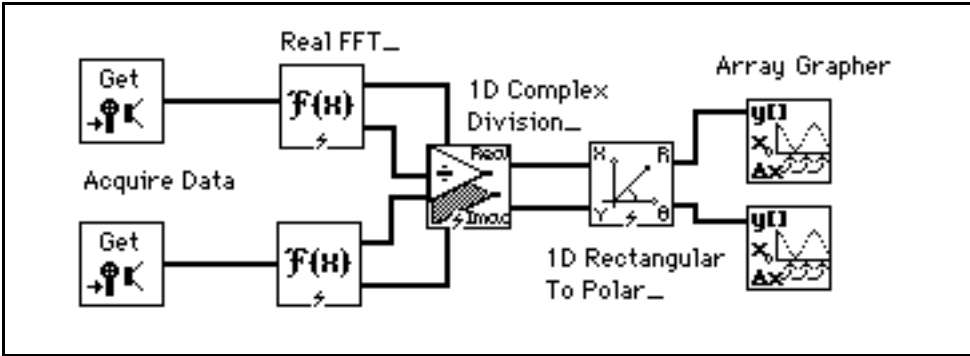 Real FFT_
Get
F(x)
Acquire Data
Get
F(x)
1D Complex
Division_
÷
Real
Imac
X
R
Y
θ
1D Rectangular
To Polar_
Array Grapher
y[]
X₀
Δx
y[]
X₀
Δx